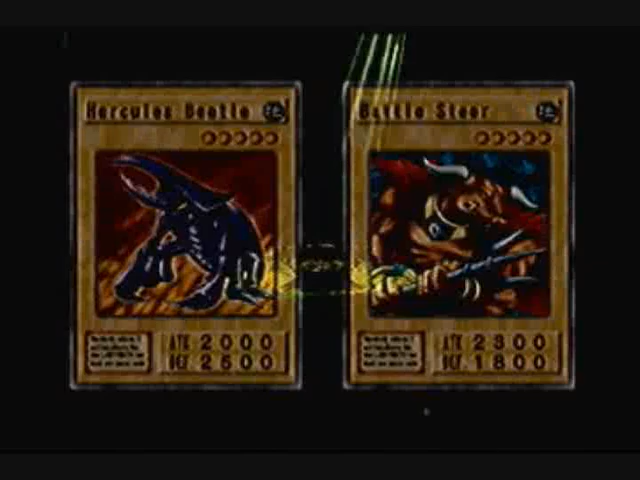 Hercules Beetle
ATK 2000
DEF 2500
Battle Steer
ATK 2300
DEF 1800